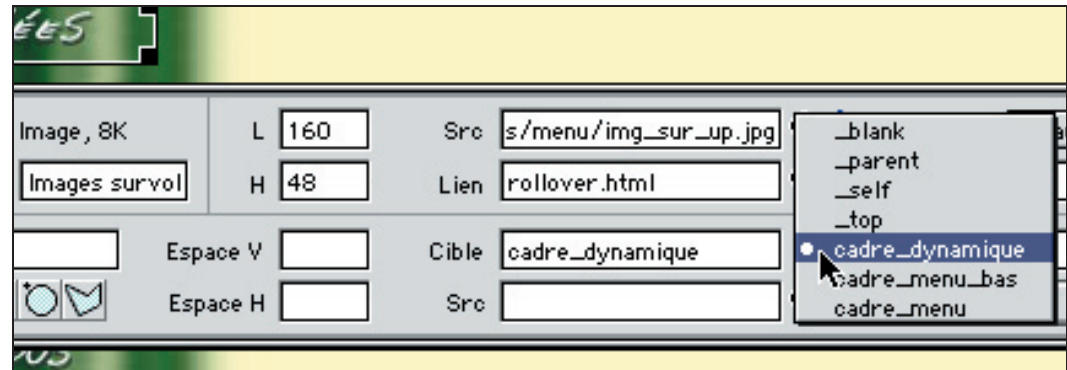 ÉES
Image, 8K L 160 Src s/menu/img_sur_up.jpg
Images survol H 48 Lien rollover.html
Espace V Cible cadre_dynamique
Espace H Src
_blank
_parent
_self
_top
cadre_dynamique
cadre_menu_bas
cadre_menu